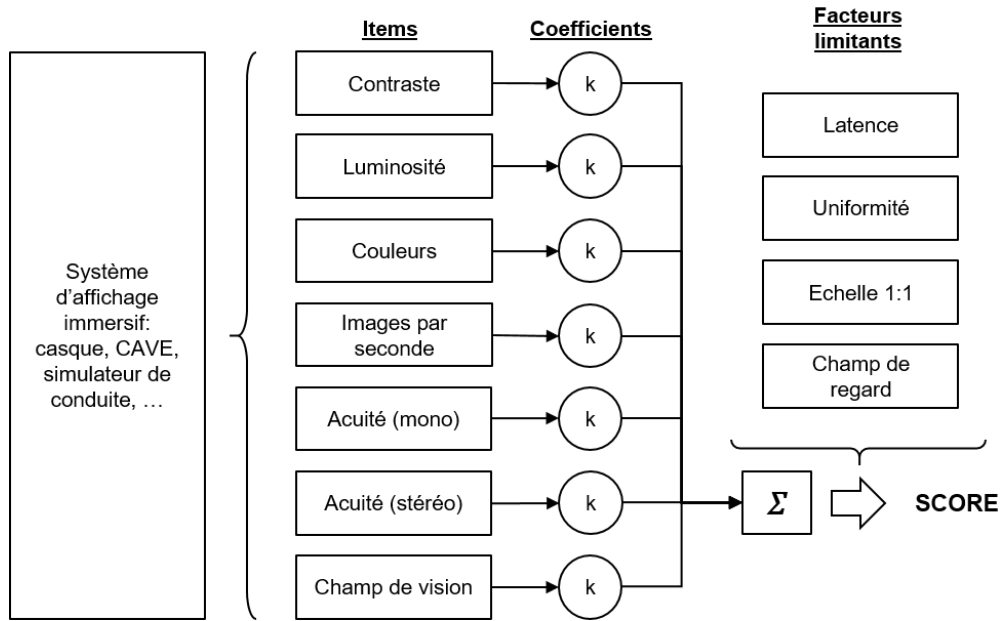 Items
Coefficients
Facteurs
limitants
Système
d'affichage
immersif:
casque, CAVE,
simulateur de
conduite, …
Contraste
k
Luminosité
k
Couleurs
k
Images par
seconde
k
Acuité (mono)
k
Acuité (stéréo)
k
Champ de vision
k
Latence
Uniformité
Echelle 1:1
Champ de
regard
Σ
SCORE